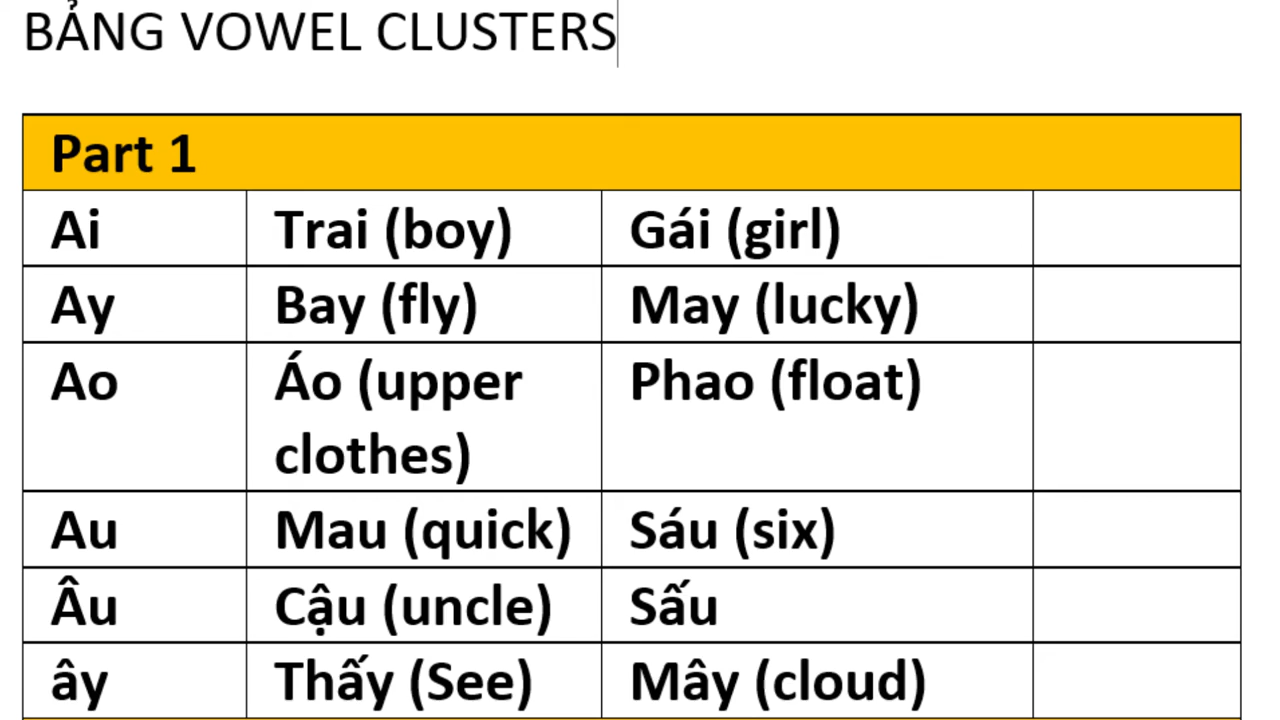 BẢNG VOWEL CLUSTERS
Part 1
Ai Trai (boy) Gái (girl)
Ay Bay (fly) May (lucky)
Ao Áo (upper clothes) Phao (float)
Au Mau (quick) Sáu (six)
Âu Cậu (uncle) Sấu
ây Thấy (See) Mây (cloud)